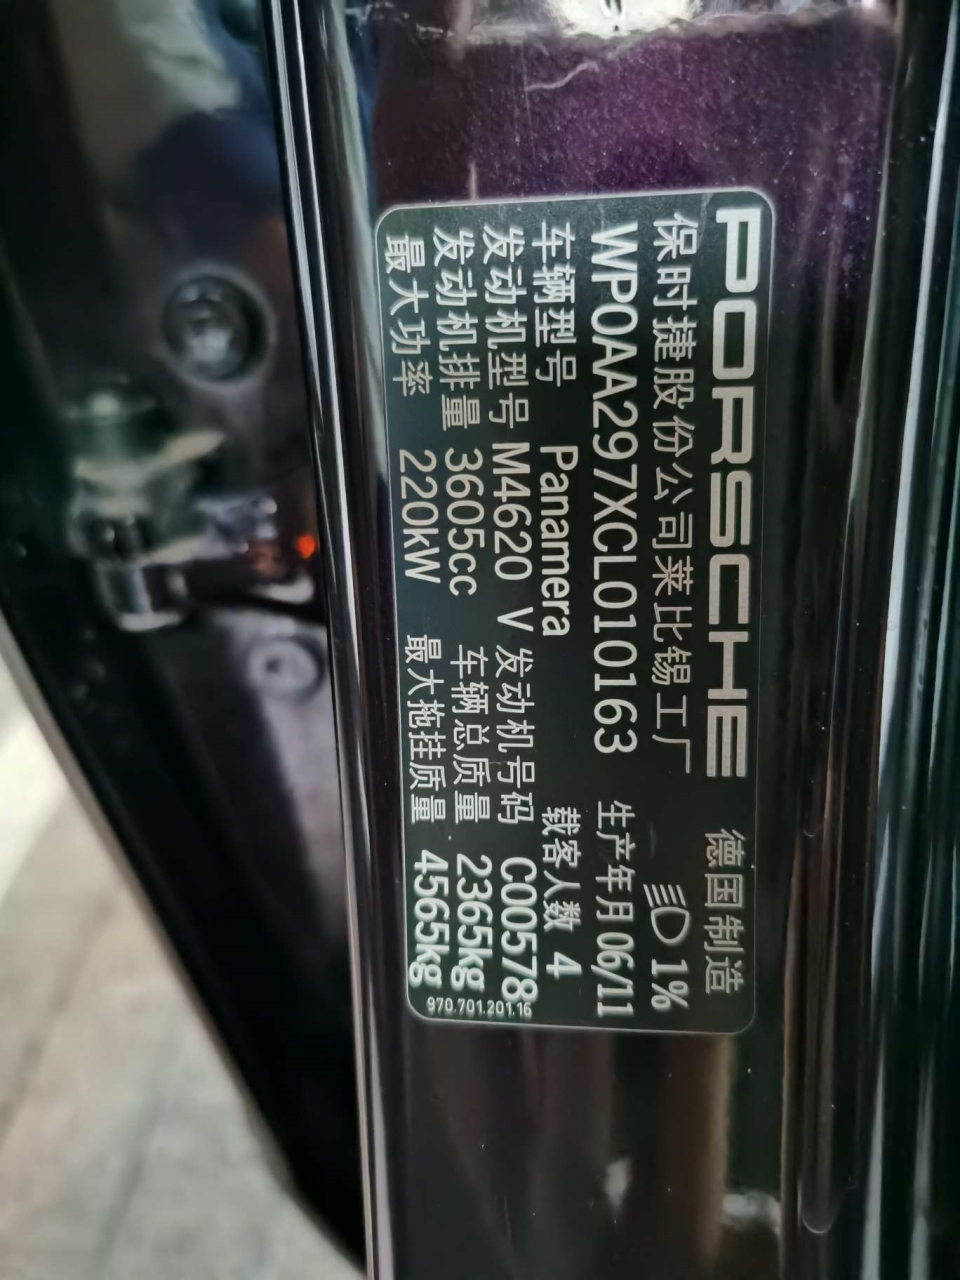 PORSCHE 德国制造
保时捷股份公司莱比锡工厂 1%
WP0AA297XCL010163 生产年月 06/11
车辆型号 Panamera 载客人数 4
发动机型号 M4620 V 发动机号码 C00578
发动机排量 3605cc 车辆总质量 2365kg
最大功率 220kW 最大拖挂质量 4565kg
970.701.201.16